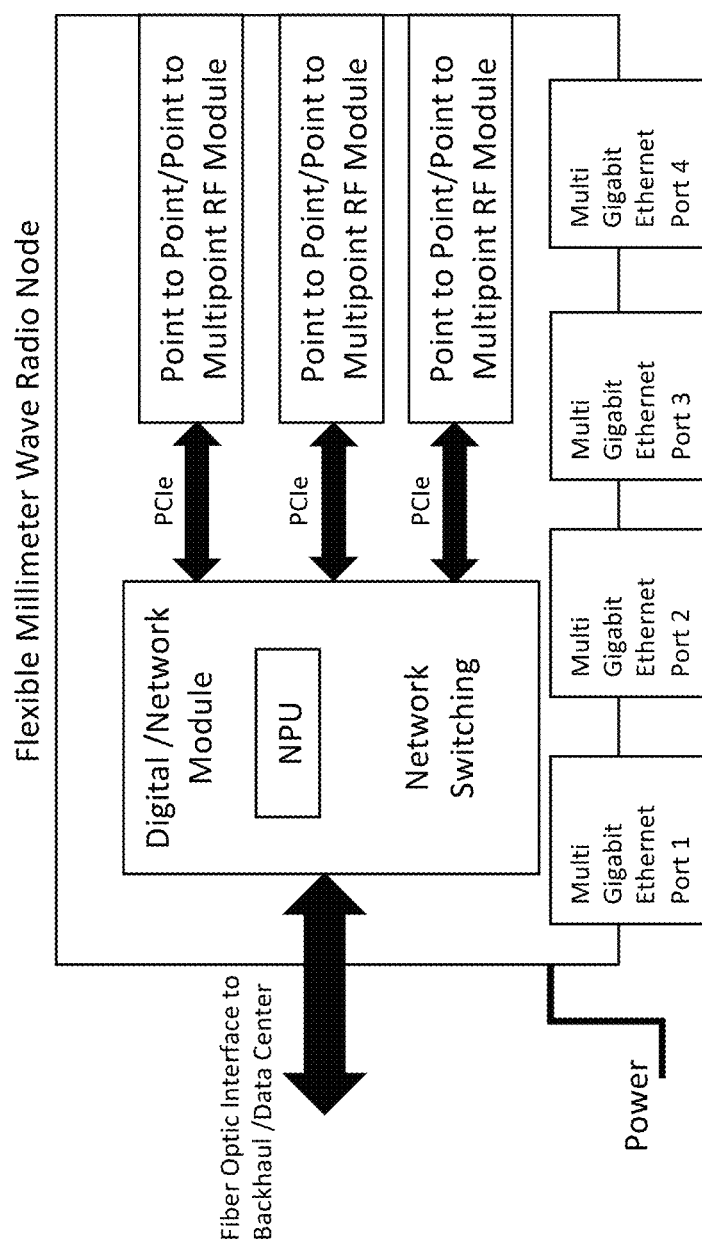 Flexible Millimeter Wave Radio Node
Fiber Optic Interface to
Backhaul /Data Center
Digital /Network
Module
NPU
Network
Switching
PCIe
PCIe
PCIe
Point to Point/Point to
Multipoint RF Module
Point to Point/Point to
Multipoint RF Module
Point to Point/Point to
Multipoint RF Module
Power
Multi
Gigabit
Ethernet
Port 1
Multi
Gigabit
Ethernet
Port 2
Multi
Gigabit
Ethernet
Port 3
Multi
Gigabit
Ethernet
Port 4